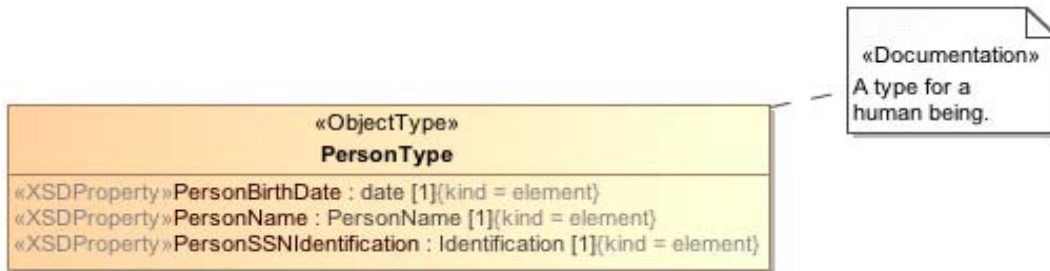 «Documentation»
A type for a
human being.
«ObjectType»
PersonType
«XSDProperty»PersonBirthDate : date [1]{kind = element}
«XSDProperty»PersonName : PersonName [1]{kind = element}
«XSDProperty»PersonSSNIdentification : Identification [1]{kind = element}